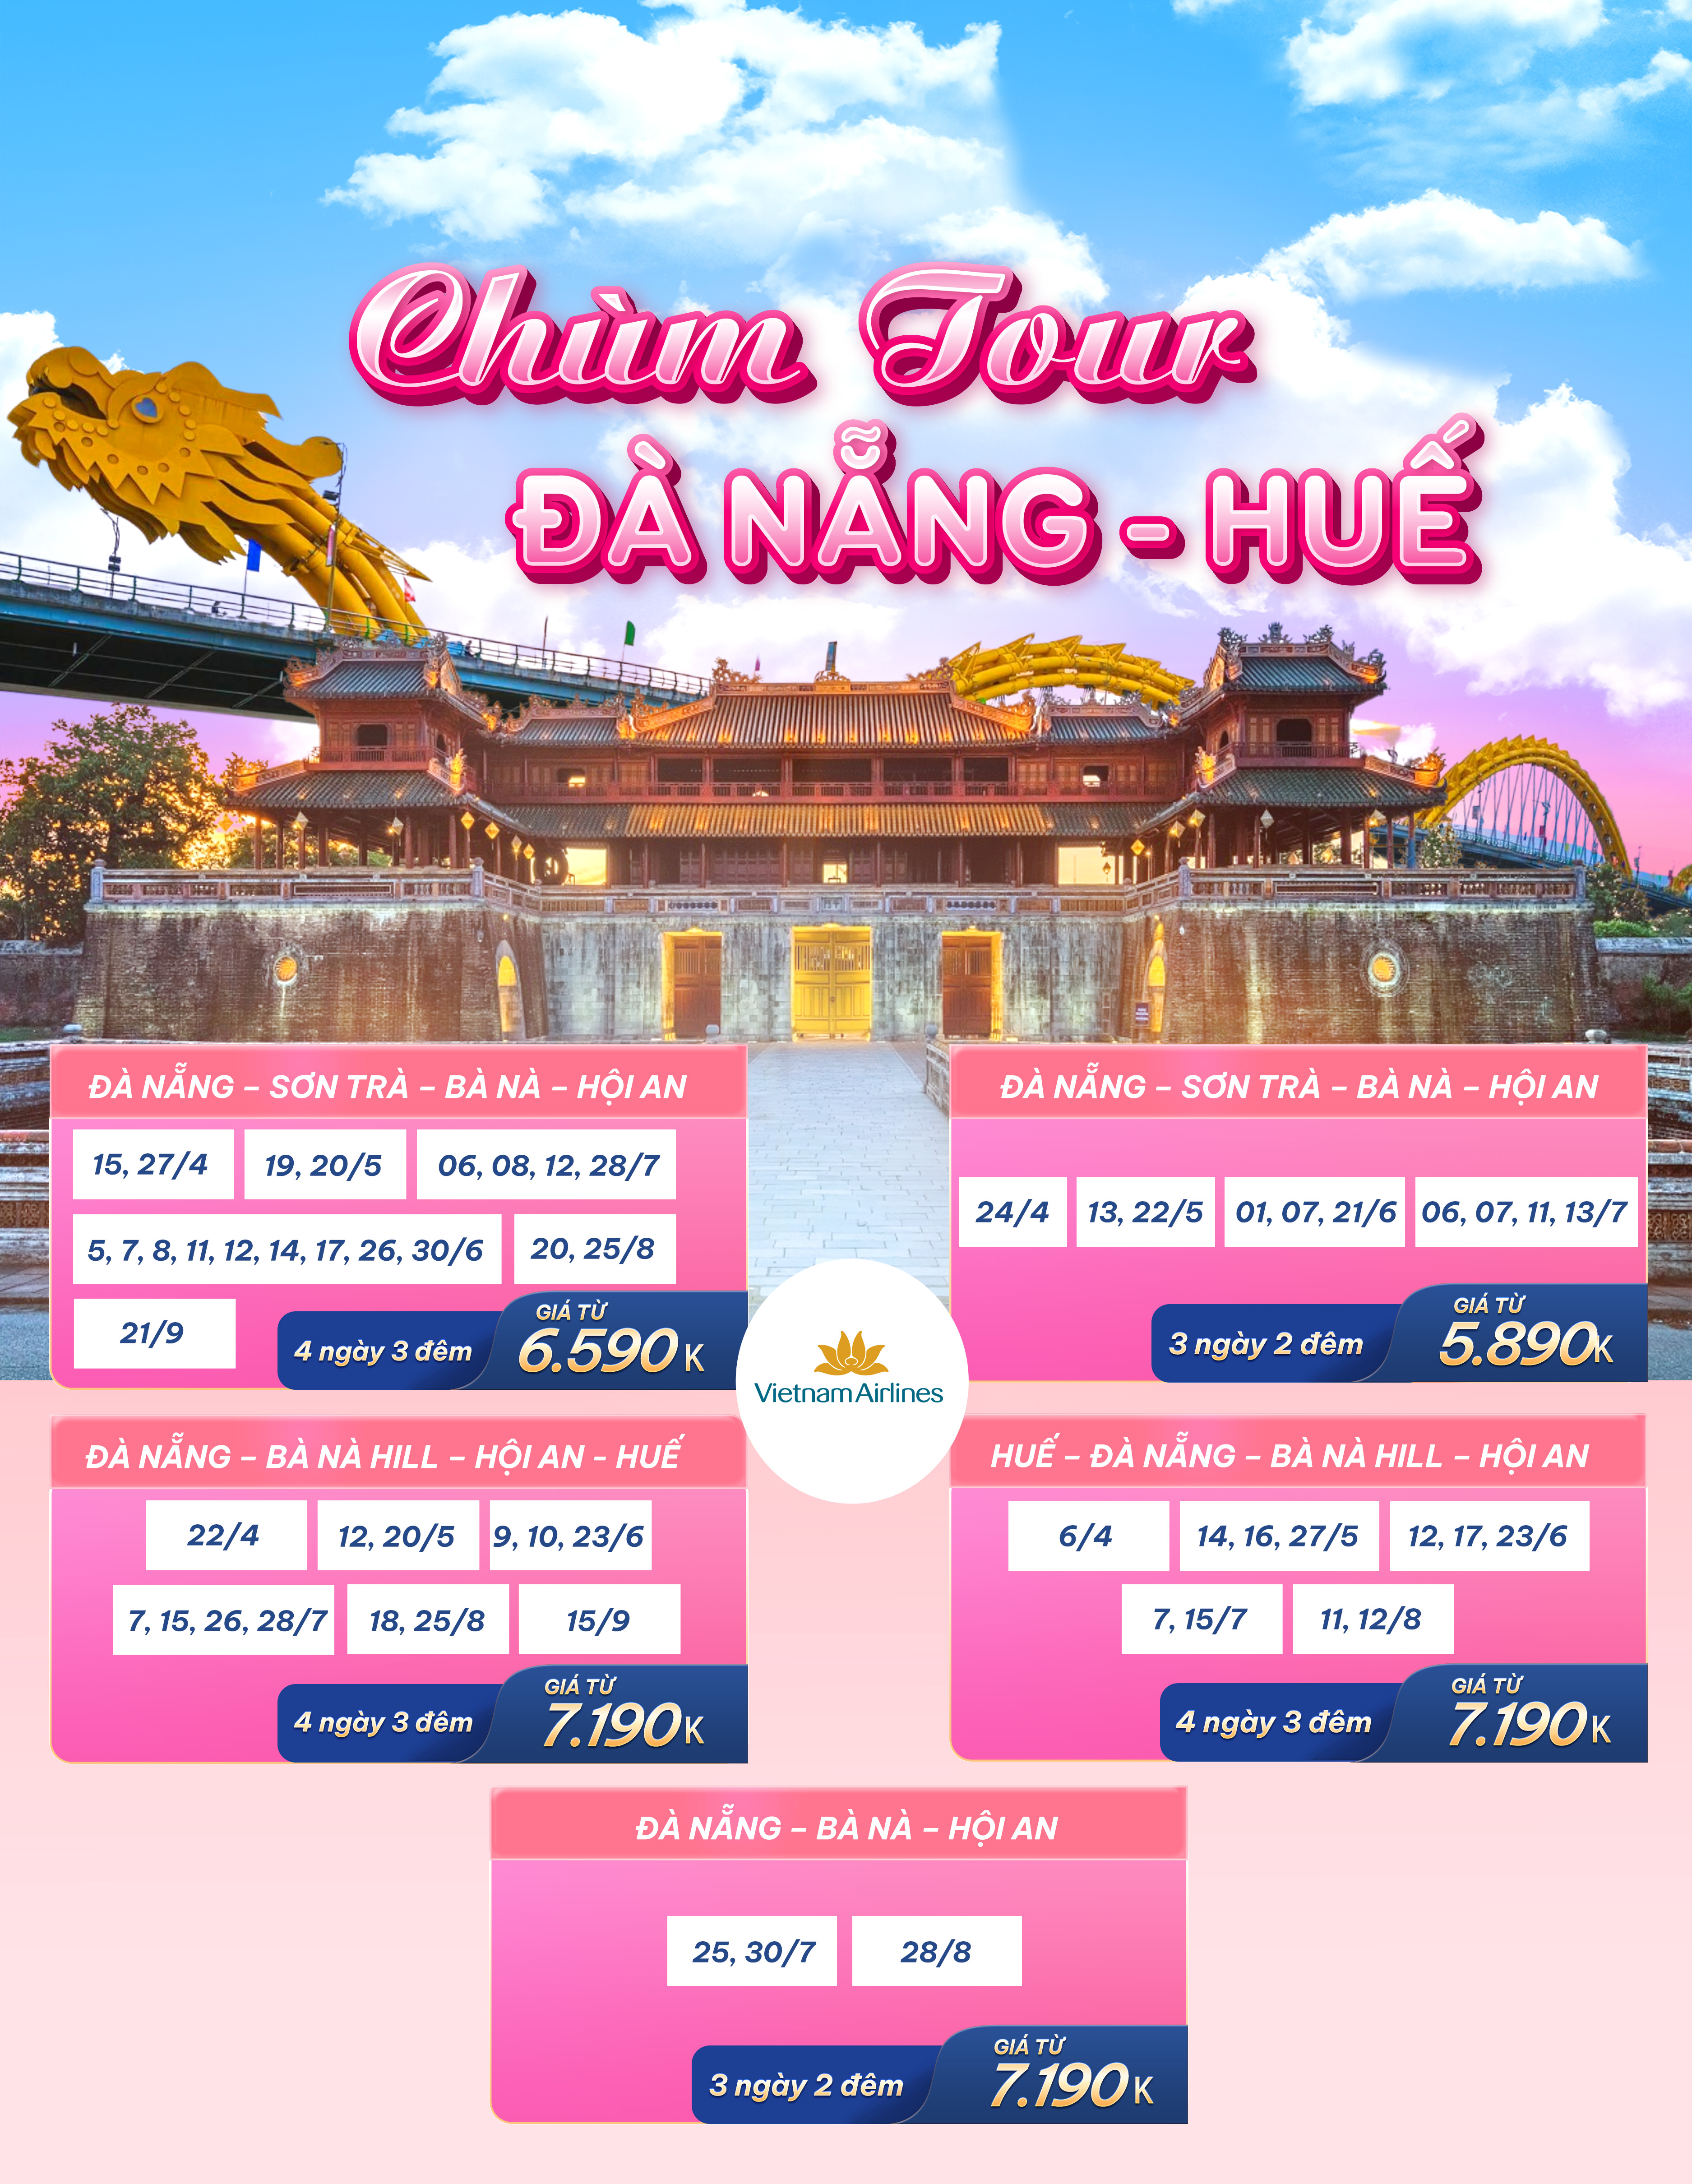 Chùm Tour
ĐÀ NẴNG - HUẾ
ĐÀ NẴNG – SƠN TRÀ – BÀ NÀ – HỘI AN
15, 27/4
19, 20/5
06, 08, 12, 28/7
5, 7, 8, 11, 12, 14, 17, 26, 30/6
20, 25/8
21/9
4 ngày 3 đêm
GIÁ TỪ
6.590 K
ĐÀ NẴNG – SƠN TRÀ – BÀ NÀ – HỘI AN
24/4
13, 22/5
01, 07, 21/6
06, 07, 11, 13/7
3 ngày 2 đêm
GIÁ TỪ
5.890K
Vietnam Airlines
ĐÀ NẴNG – BÀ NÀ HILL – HỘI AN - HUẾ
22/4
12, 20/5
9, 10, 23/6
7, 15, 26, 28/7
18, 25/8
15/9
4 ngày 3 đêm
GIÁ TỪ
7.190 K
HUẾ – ĐÀ NẴNG – BÀ NÀ HILL – HỘI AN
6/4
14, 16, 27/5
12, 17, 23/6
7, 15/7
11, 12/8
4 ngày 3 đêm
GIÁ TỪ
7.190 K
ĐÀ NẴNG – BÀ NÀ – HỘI AN
25, 30/7
28/8
3 ngày 2 đêm
GIÁ TỪ
7.190 K